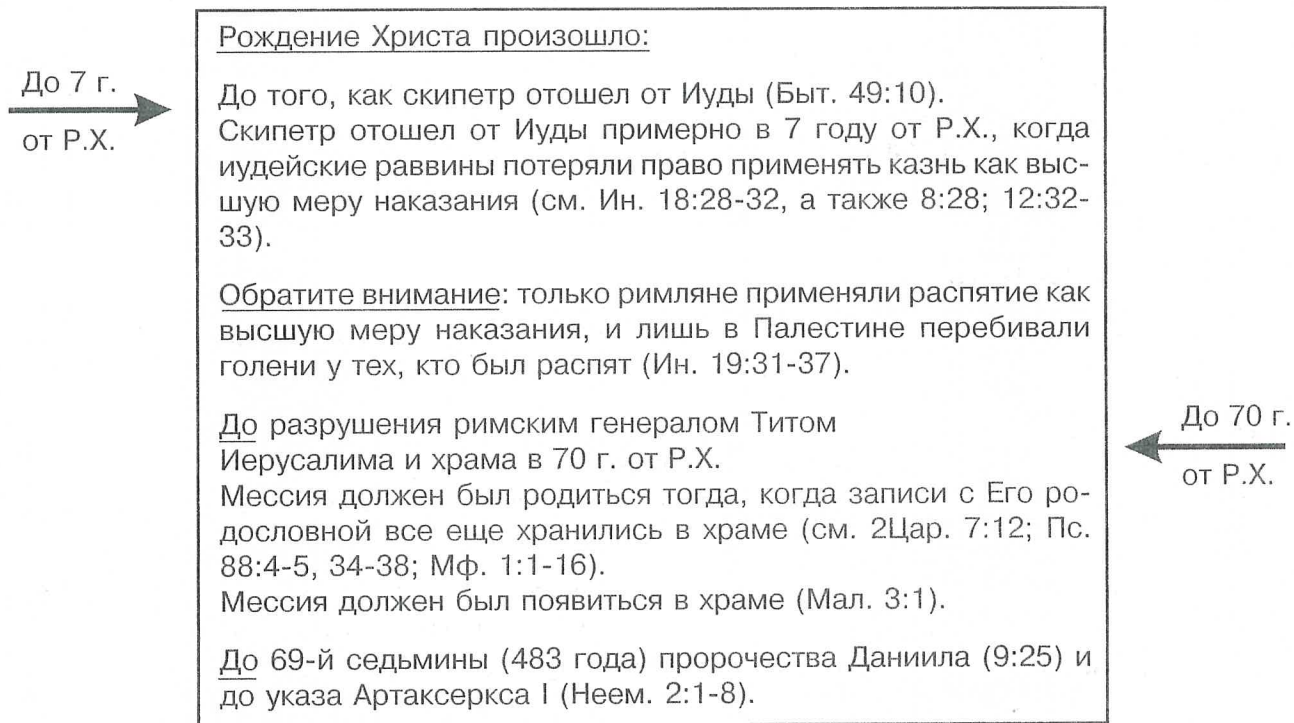 Рождение Христа произошло:
До 7 г.
от Р.Х.
До того, как скипетр отошел от Иуды (Быт. 49:10).
Скипетр отошел от Иуды примерно в 7 году от Р.Х., когда
иудейские раввины потеряли право применять казнь как выс-
шую меру наказания (см. Ин. 18:28-32, а также 8:28; 12:32-
33).
Обратите внимание: только римляне применяли распятие как
высшую меру наказания, и лишь в Палестине перебивали
голени у тех, кто был распят (Ин. 19:31-37).
До разрушения римским генералом Титом
Иерусалима и храма в 70 г. от Р.Х.
До 70 г.
от Р.Х.
Мессия должен был родиться тогда, когда записи с Его ро-
дословной все еще хранились в храме (см. 2Цар. 7:12; Пс.
88:4-5, 34-38; Мф. 1:1-16).
Мессия должен был появиться в храме (Мал. 3:1).
До 69-й седьмины (483 года) пророчества Даниила (9:25) и
до указа Артаксеркса I (Неем. 2:1-8).